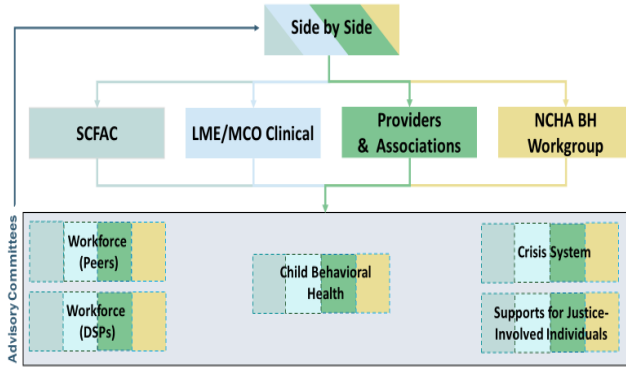 Side by Side
SCFAC
LME/MCO Clinical
Providers
& Associations
NCHA BH
Workgroup
Advisory Committees
Workforce
(Peers)
Workforce
(DSPs)
Child Behavioral
Health
Crisis System
Supports for Justice-
Involved Individuals